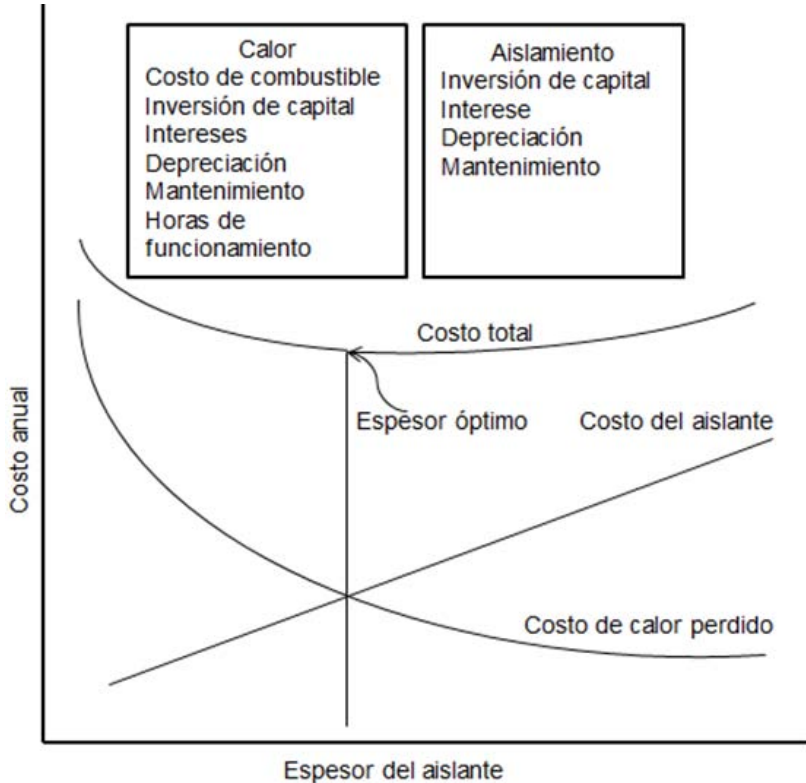 Calor
Costo de combustible
Inversión de capital
Intereses
Depreciación
Mantenimiento
Horas de
funcionamiento
Aislamiento
Inversión de capital
Interese
Depreciación
Mantenimiento
Costo total
Espesor óptimo
Costo del aislante
Costo de calor perdido
Costo anual
Espesor del aislante